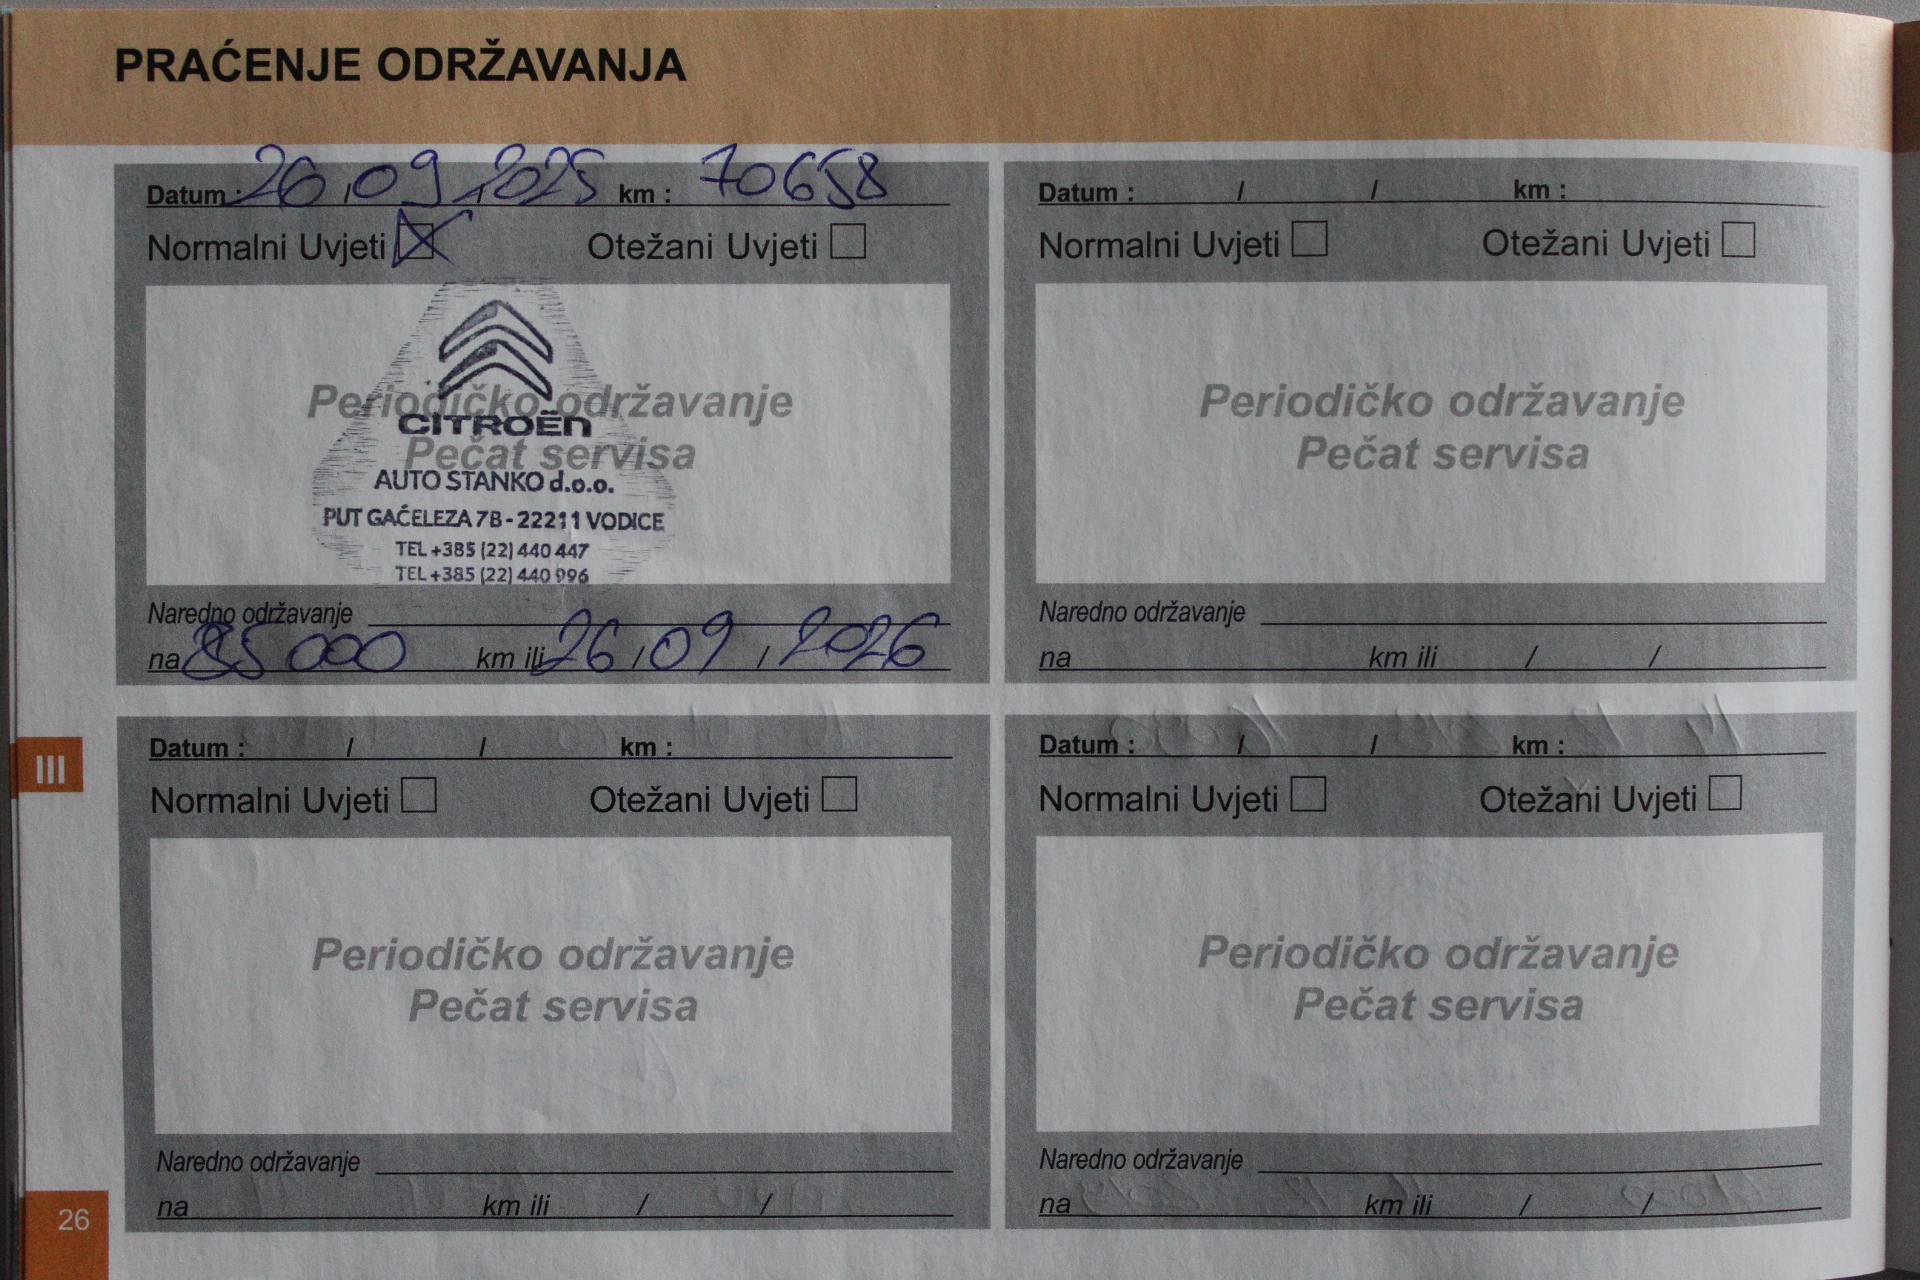 PRAĆENJE ODRŽAVANJA
Datum : 26 / 09 / 2025 km : 70658
Normalni Uvjeti Otežani Uvjeti
Periodičko održavanje
CITROËN
Pečat servisa
AUTO STANKO d.o.o.
PUT GAĆELEZA 7B - 22211 VODICE
TEL +385 (22) 440 447
TEL +385 (22) 440 996
Naredno održavanje
na 85 000 km ili 26 / 09 / 2026
Datum : / / km :
Normalni Uvjeti Otežani Uvjeti
Periodičko održavanje
Pečat servisa
Naredno održavanje
na km ili / /
III
Datum : / / km :
Normalni Uvjeti Otežani Uvjeti
Periodičko održavanje
Pečat servisa
Naredno održavanje
na km ili / /
Datum : / / km :
Normalni Uvjeti Otežani Uvjeti
Periodičko održavanje
Pečat servisa
Naredno održavanje
na km ili / /
26